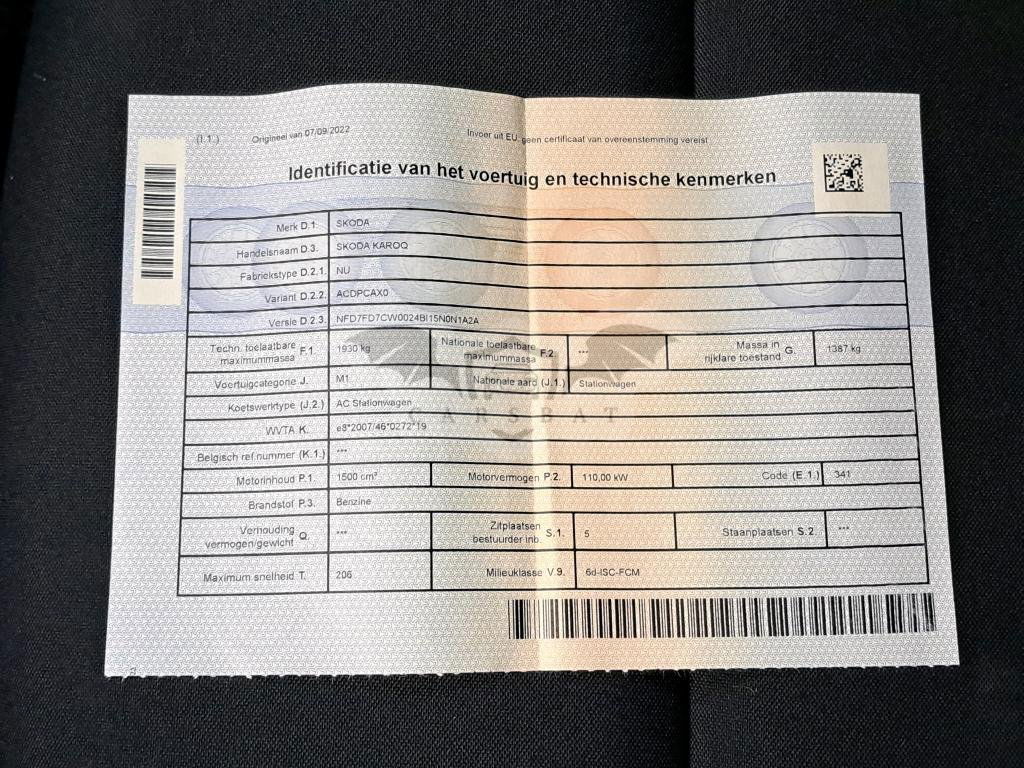 (I.1.) Origineel van 07/09/2022 Invoer uit EU, geen certificaat van overeenstemming vereist
Identificatie van het voertuig en technische kenmerken
Merk D.1. SKODA
Handelsnaam D.3. SKODA KAROQ
Fabriekstype D.2.1. NU
Variant D.2.2. ACDPCAX0
Versie D.2.3. NFD7FD7CW0024BI15N0N1A2A
Techn. toelaatbare maximummassa F.1. 1930 kg Nationale toelaatbare maximummassa F.2. *** Massa in rijklare toestand G. 1387 kg
Voertuigcategorie J. M1 Nationale aard (J.1.) Stationwagen
Koetswerktype (J.2.) AC Stationwagen
CARSBAT
WVTA K. e8*2007/46*0272*19
Belgisch ref.nummer (K.1.) ***
Motorinhoud P.1. 1500 cm³ Motorvermogen P.2. 110,00 kW Code (E.1.) 341
Brandstof P.3. Benzine
Verhouding vermogen/gewicht Q. *** Zitplaatsen bestuurder inb. S.1. 5 Staanplaatsen S.2. ***
Maximum snelheid T. 206 Milieuklasse V.9. 6d-ISC-FCM